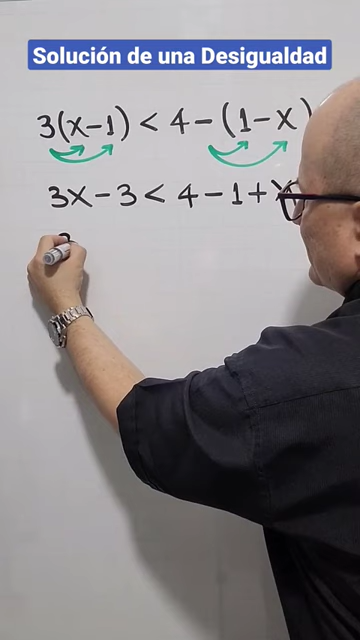 Solución de una Desigualdad
3(x-1) < 4-(1-x)
3x-3 < 4-1+x